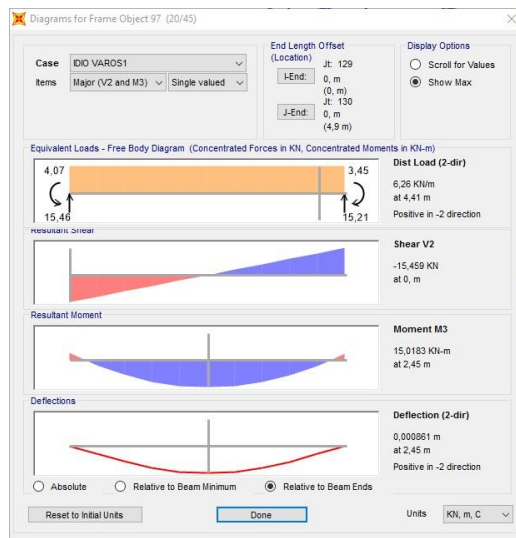 Diagrams for Frame Object 97 (20/45)
Case IDIO VAROS1
Items Major (V2 and M3) Single valued
End Length Offset
(Location)
Jt: 129
I-End: 0, m
(0, m)
Jt: 130
J-End: 0, m
(4,9 m)
Display Options
Scroll for Values
Show Max
Equivalent Loads - Free Body Diagram (Concentrated Forces in KN, Concentrated Moments in KN-m)
4,07 3,45
15,46 15,21
Dist Load (2-dir)
6,26 KN/m
at 4,41 m
Positive in -2 direction
Resultant Shear
Shear V2
-15,459 KN
at 0, m
Resultant Moment
Moment M3
15,0183 KN-m
at 2,45 m
Deflections
Deflection (2-dir)
0,000861 m
at 2,45 m
Positive in -2 direction
Absolute Relative to Beam Minimum Relative to Beam Ends
Reset to Initial Units Done Units KN, m, C